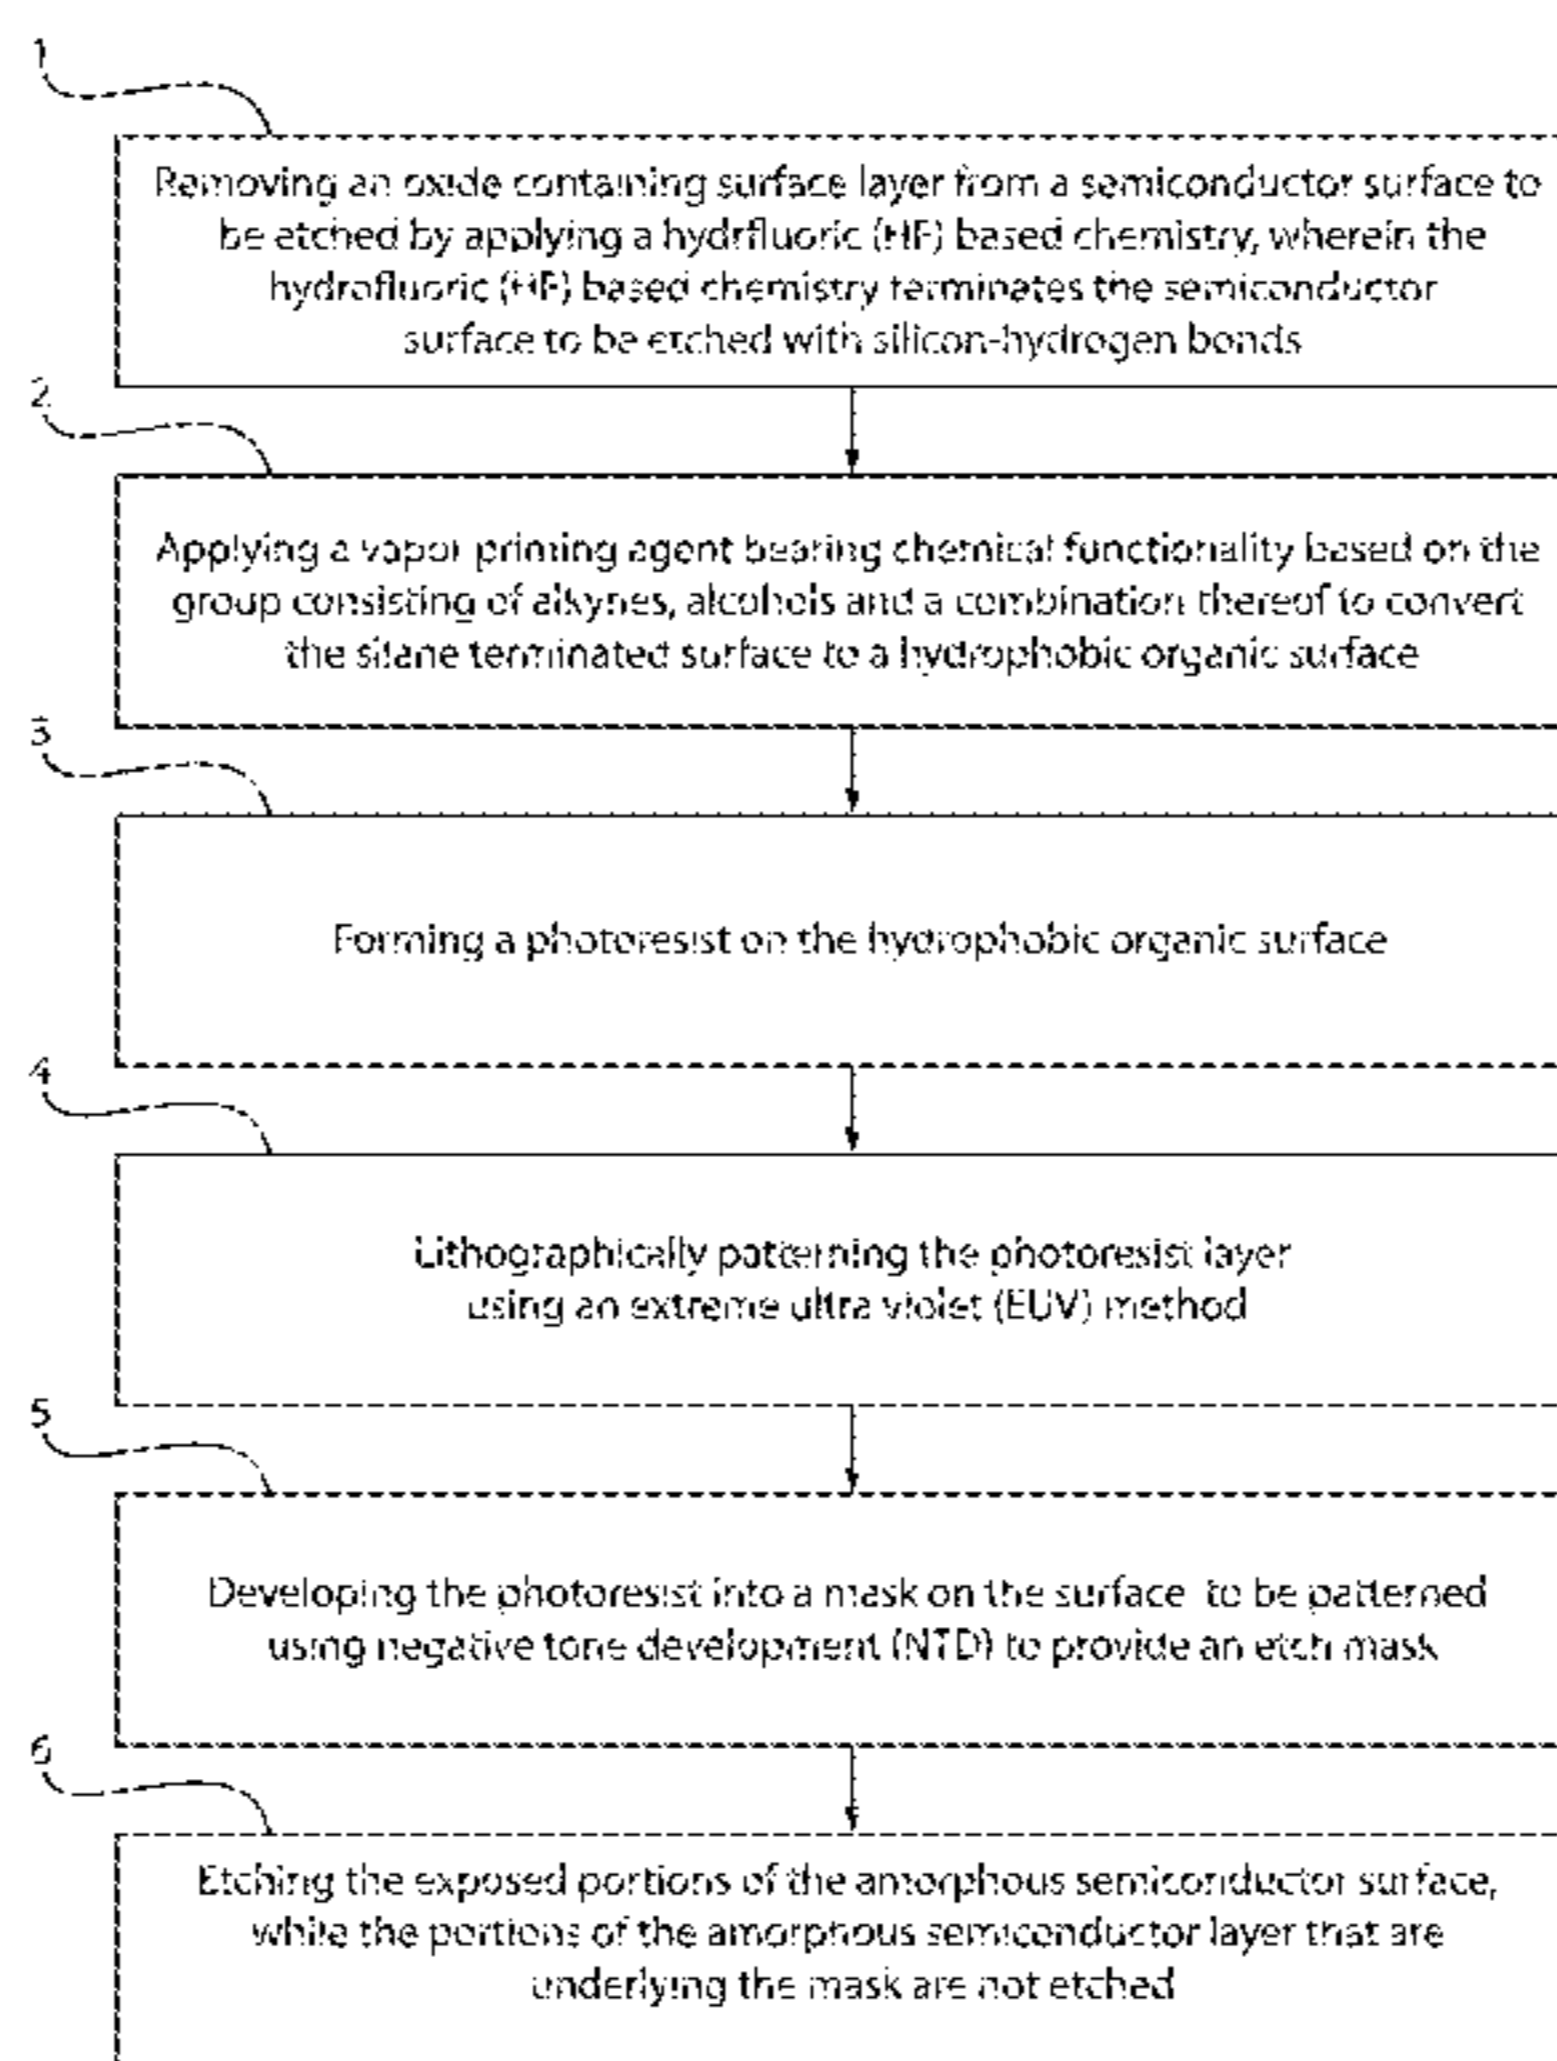 1
Removing an oxide containing surface layer from a semiconductor surface to
be etched by applying a hydrfluoric (HF) based chemistry, wherein the
hydrofluoric (HF) based chemistry terminates the semiconductor
surface to be etched with silicon-hydrogen bonds
2
Applying a vapor priming agent bearing chemical functionality based on the
group consisting of alkynes, alcohols and a combination thereof to convert
the silane terminated surface to a hydrophobic organic surface
3
Forming a photoresist on the hydrophobic organic surface
4
Lithographically patterning the photoresist layer
using an extreme ultra violet (EUV) method
5
Developing the photoresist into a mask on the surface to be patterned
using negative tone development (NTD) to provide an etch mask
6
Etching the exposed portions of the amorphous semiconductor surface,
while the portions of the amorphous semiconductor layer that are
underlying the mask are not etched